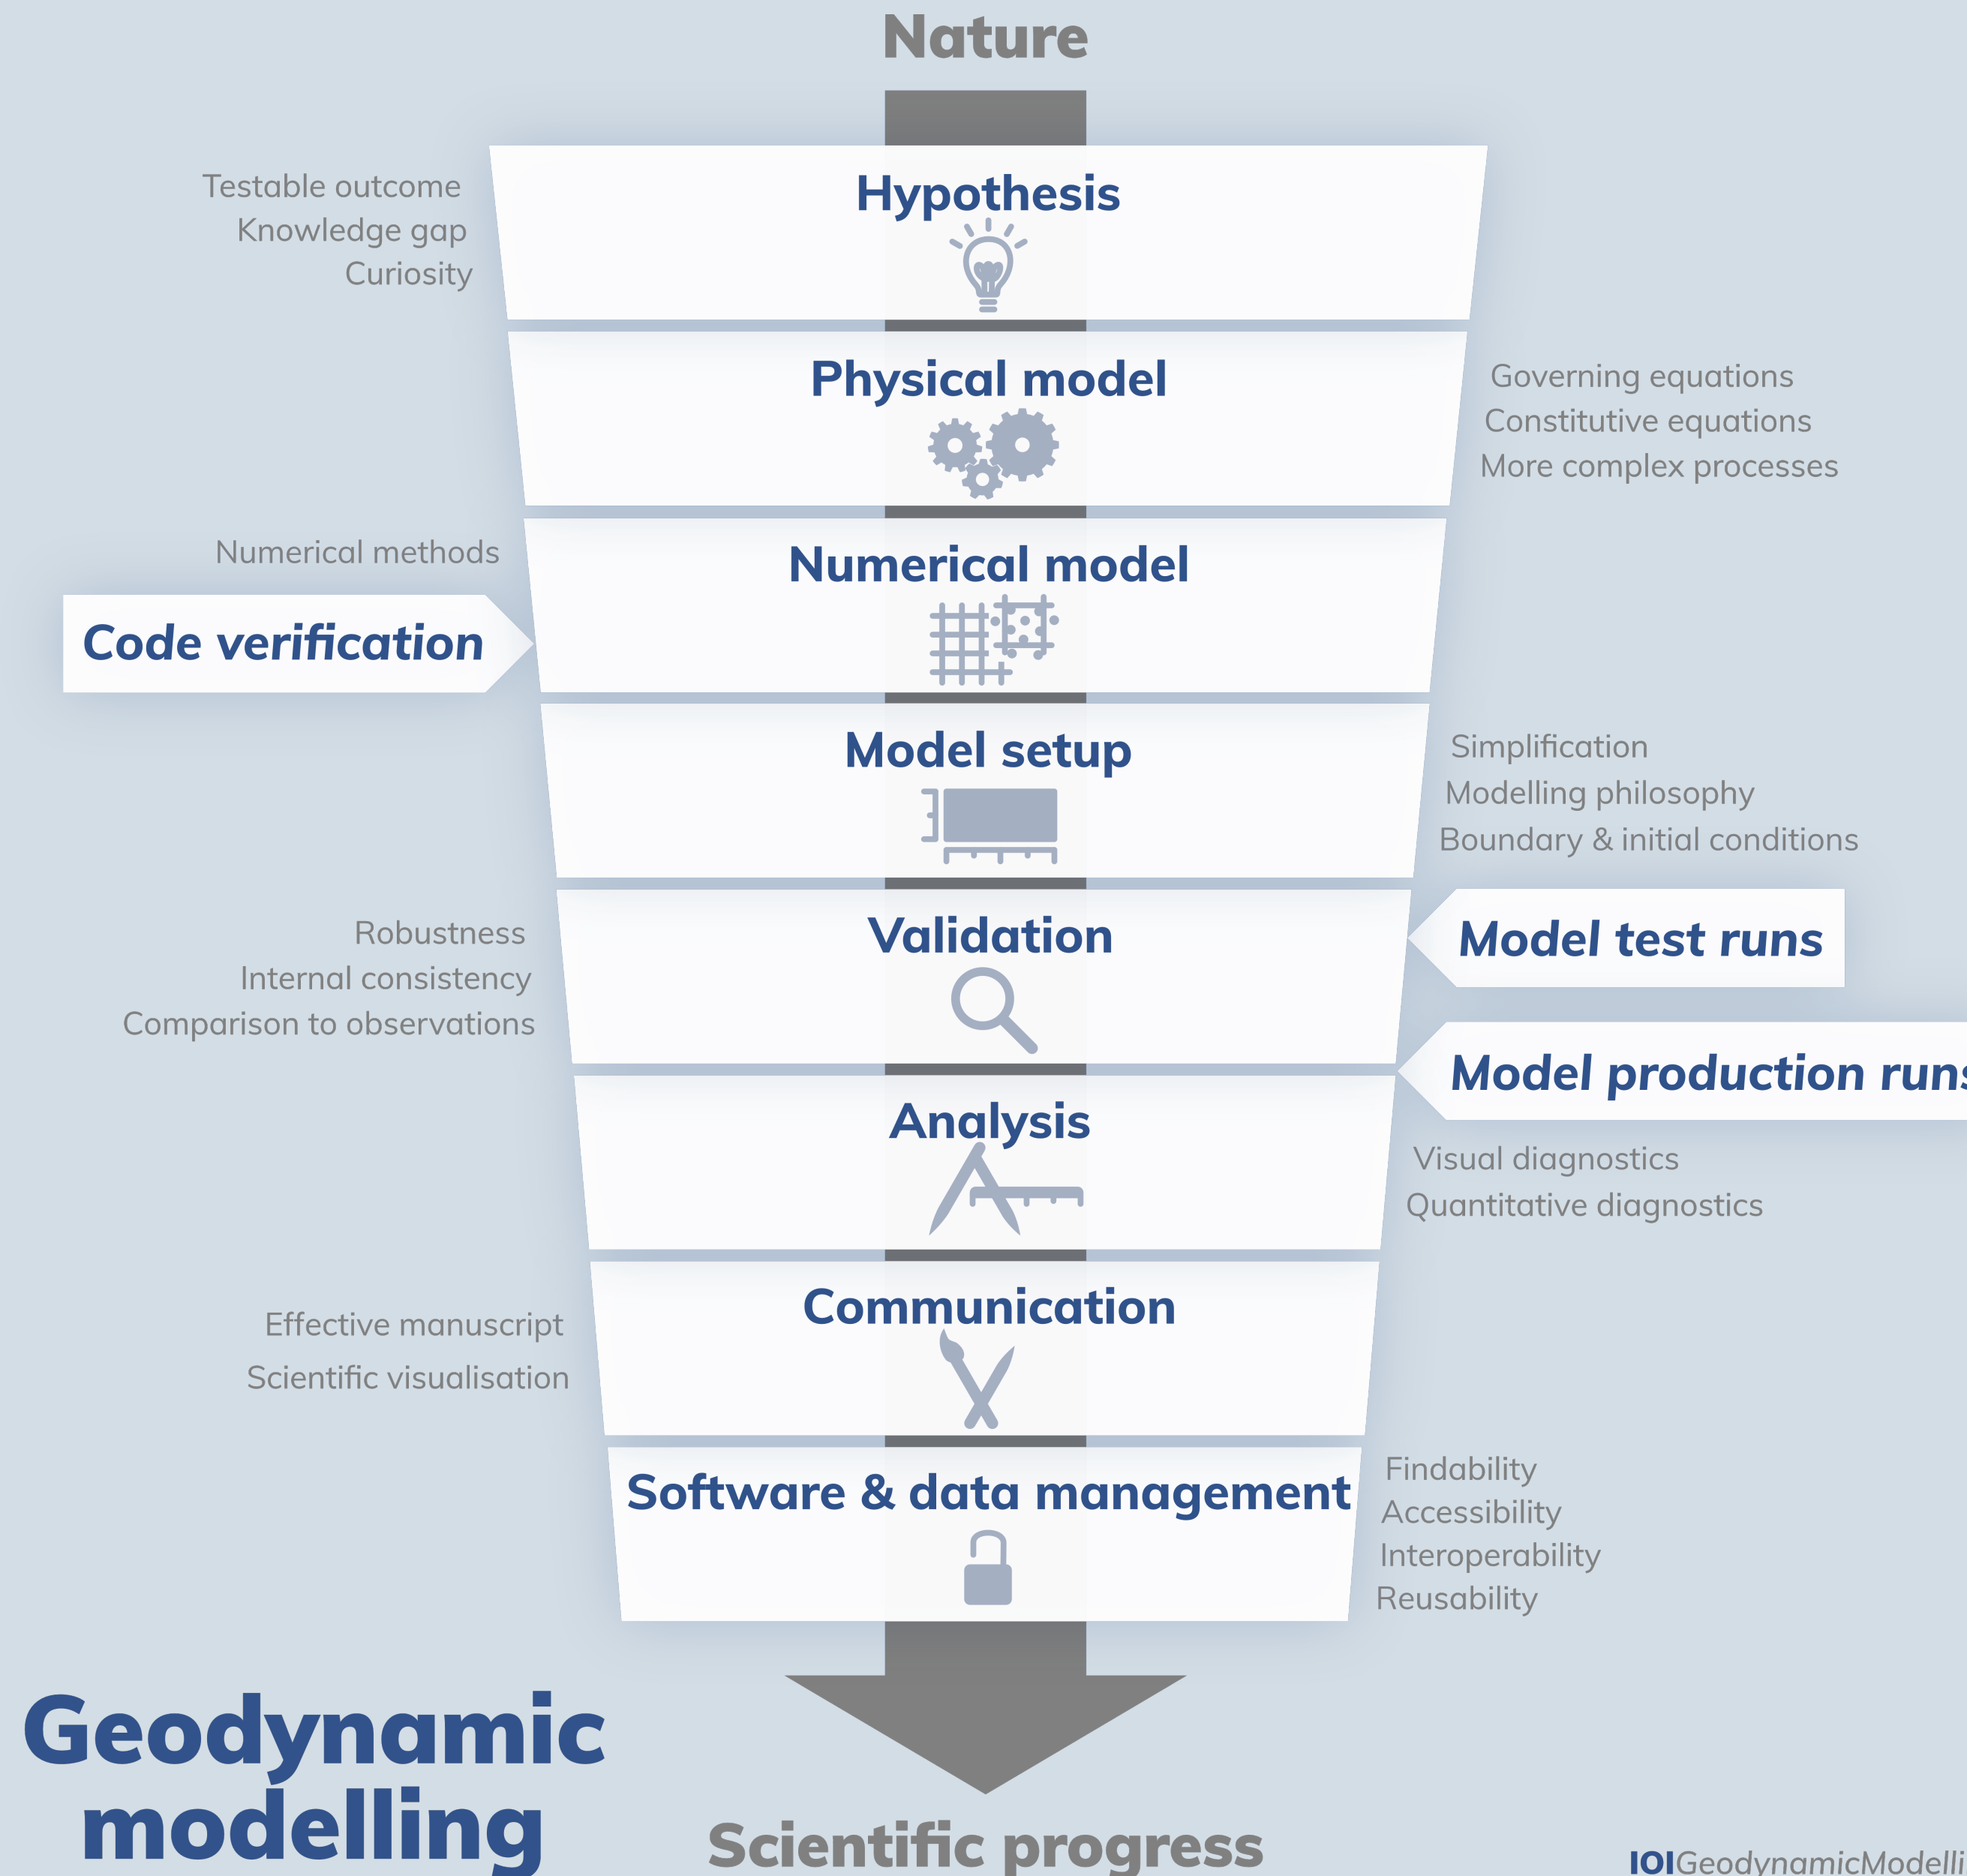 Nature
Hypothesis
Testable outcome
Knowledge gap
Curiosity
Physical model
Governing equations
Constitutive equations
More complex processes
Numerical model
Numerical methods
Code verification
Model setup
Simplification
Modelling philosophy
Boundary & initial conditions
Validation
Robustness
Internal consistency
Comparison to observations
Model test runs
Model production runs
Analysis
Visual diagnostics
Quantitative diagnostics
Communication
Effective manuscript
Scientific visualisation
Software & data management
Findability
Accessibility
Interoperability
Reusability
Geodynamic
modelling
Scientific progress
IOIGeodynamicModelli